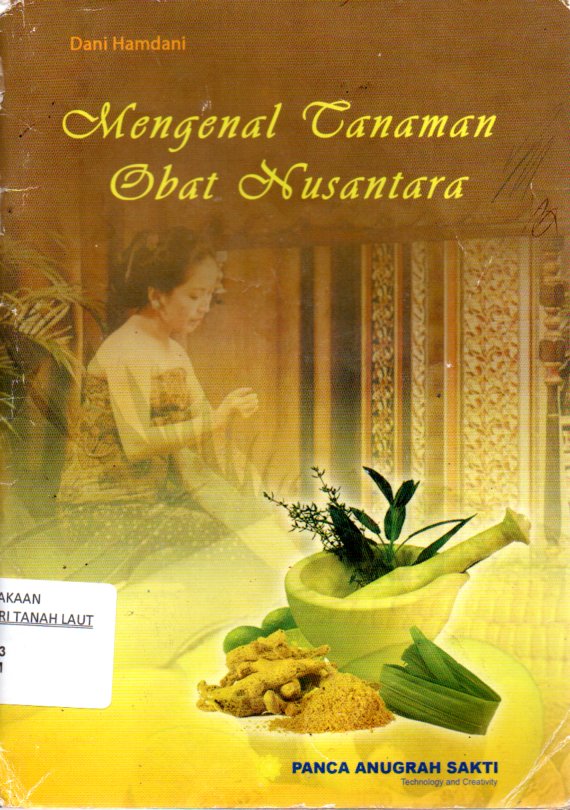 Dani Hamdani
Mengenal Tanaman
Obat Nusantara
AKAAN
RI TANAH LAUT
3
PANCA ANUGRAH SAKTI
Technology and Creativity